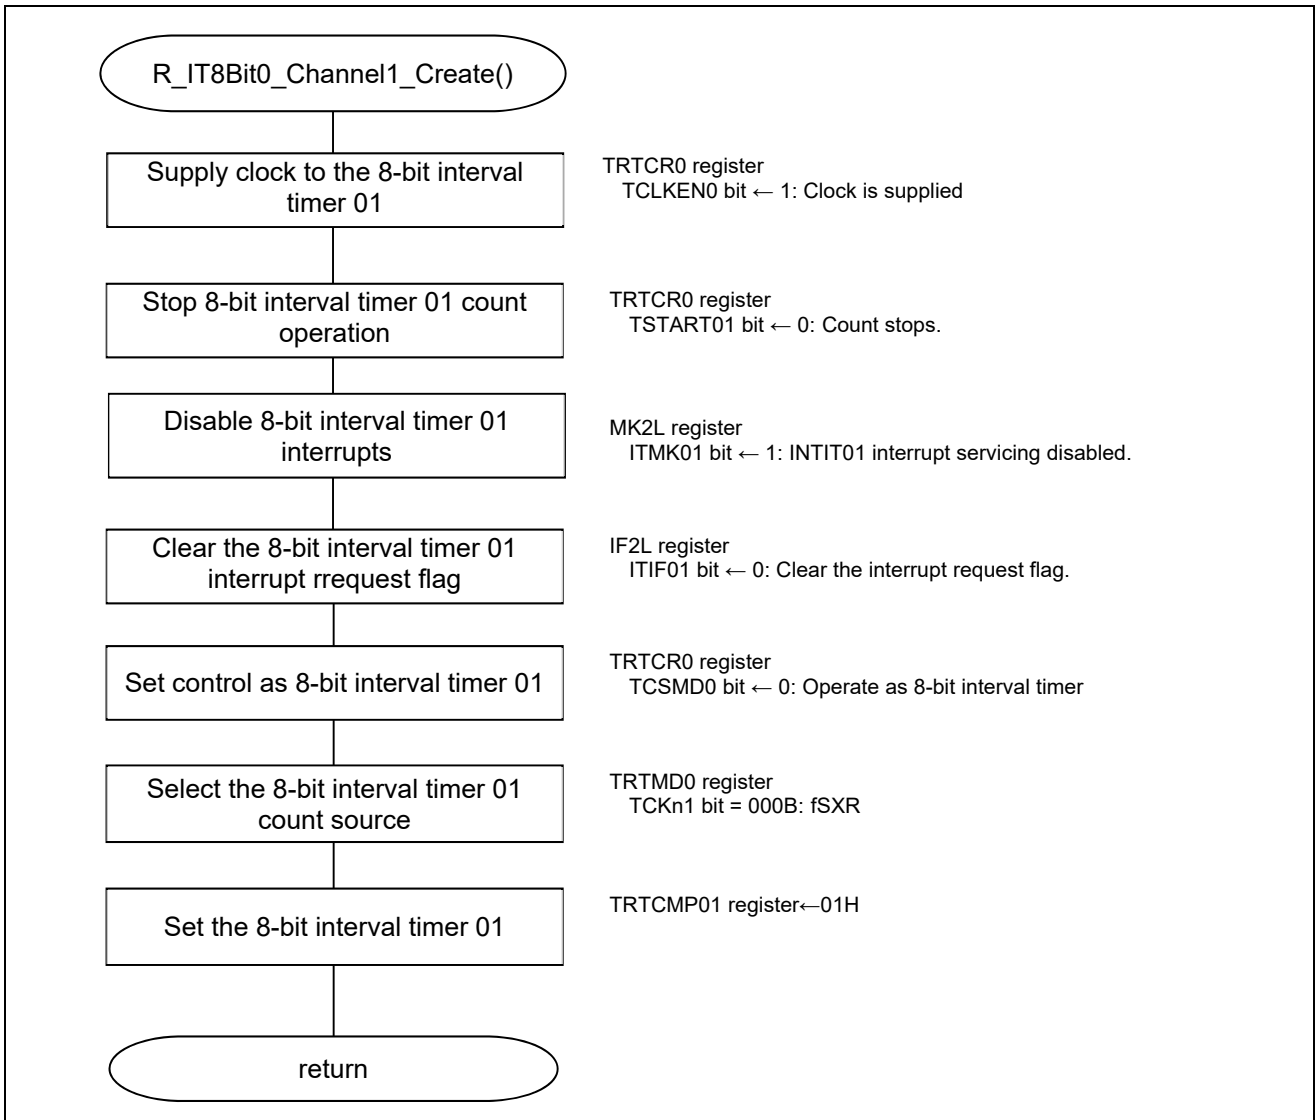 R_IT8Bit0_Channel1_Create()
Supply clock to the 8-bit interval
timer 01
TRTCR0 register
TCLKEN0 bit ← 1: Clock is supplied
Stop 8-bit interval timer 01 count
operation
TRTCR0 register
TSTART01 bit ← 0: Count stops.
Disable 8-bit interval timer 01
interrupts
MK2L register
ITMK01 bit ← 1: INTIT01 interrupt servicing disabled.
Clear the 8-bit interval timer 01
interrupt rrequest flag
IF2L register
ITIF01 bit ← 0: Clear the interrupt request flag.
Set control as 8-bit interval timer 01
TRTCR0 register
TCSMD0 bit ← 0: Operate as 8-bit interval timer
Select the 8-bit interval timer 01
count source
TRTMD0 register
TCKn1 bit = 000B: fSXR
Set the 8-bit interval timer 01
TRTCMP01 register←01H
return